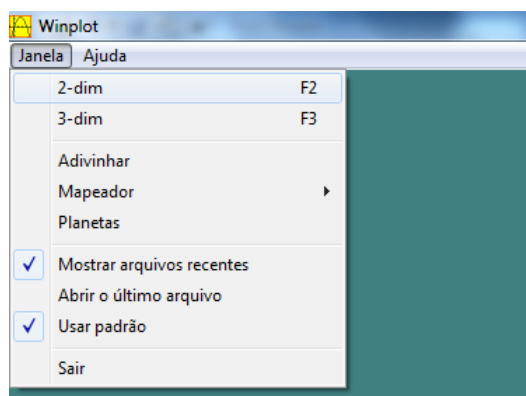 Winplot
Janela Ajuda
2-dim F2
3-dim F3
Adivinhar
Mapeador
Planetas
Mostrar arquivos recentes
Abrir o último arquivo
Usar padrão
Sair